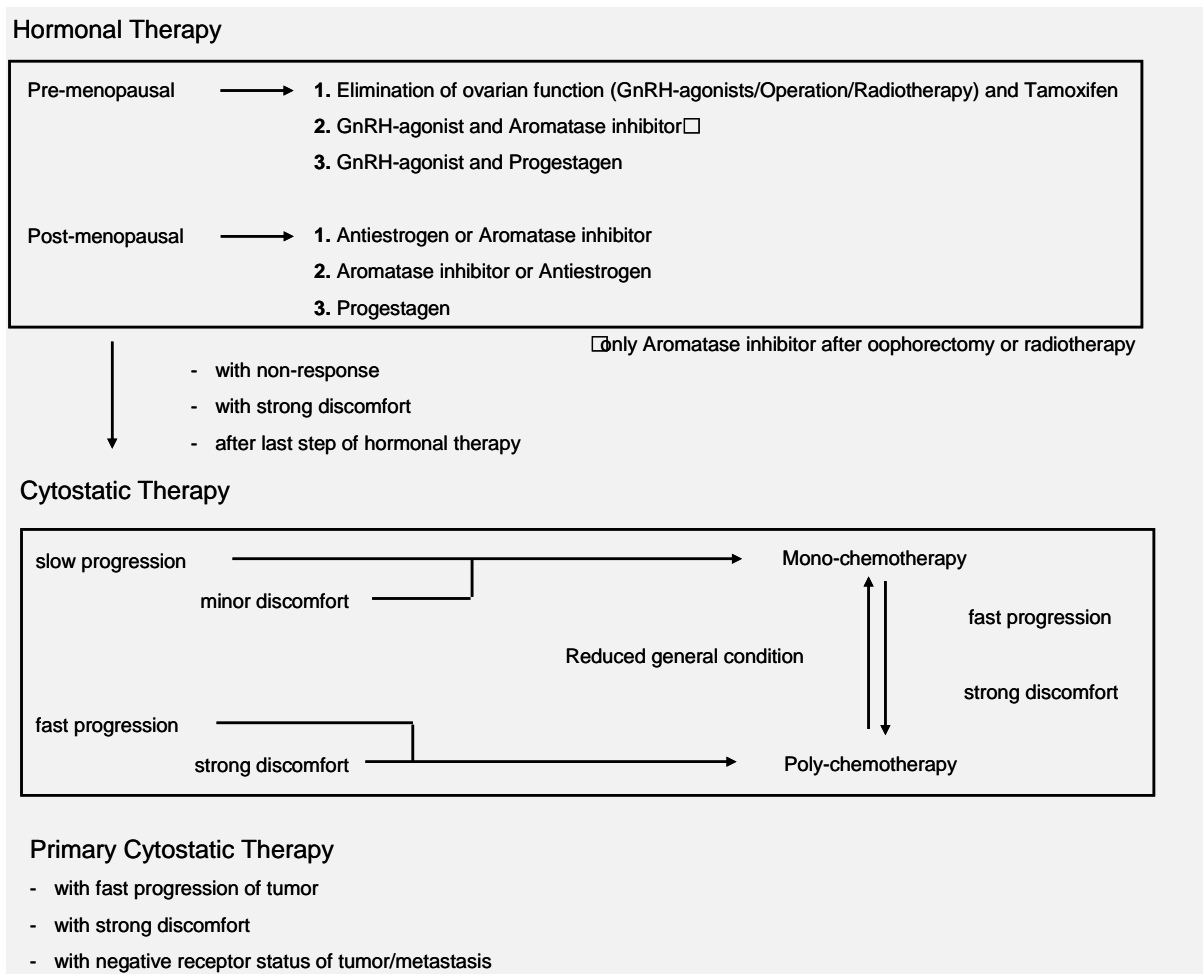 Hormonal Therapy
Pre-menopausal 1. Elimination of ovarian function (GnRH-agonists/Operation/Radiotherapy) and Tamoxifen
2. GnRH-agonist and Aromatase inhibitor□
3. GnRH-agonist and Progestagen
Post-menopausal 1. Antiestrogen or Aromatase inhibitor
2. Aromatase inhibitor or Antiestrogen
3. Progestagen
□only Aromatase inhibitor after oophorectomy or radiotherapy
- with non-response
- with strong discomfort
- after last step of hormonal therapy
Cytostatic Therapy
slow progression Mono-chemotherapy
minor discomfort
fast progression
Reduced general condition
strong discomfort
fast progression
strong discomfort Poly-chemotherapy
Primary Cytostatic Therapy
- with fast progression of tumor
- with strong discomfort
- with negative receptor status of tumor/metastasis